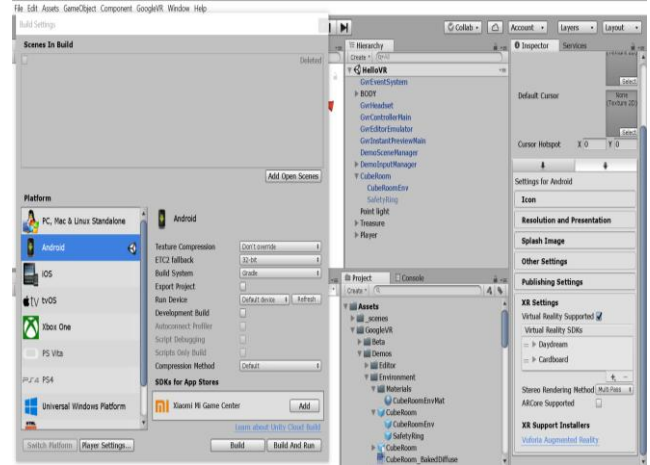 File Edit Assets GameObject Component GoogleVR Window Help
Build Settings
Scenes In Build
Deleted
Add Open Scenes
Platform
PC, Mac & Linux Standalone
Android
iOS
tvOS
Xbox One
PS Vita
PS4
Universal Windows Platform
Android
Texture Compression Don't override
ETC2 fallback 32-bit
Build System Gradle
Export Project
Run Device Default device Refresh
Development Build
Autoconnect Profiler
Script Debugging
Scripts Only Build
Compression Method Default
SDKs for App Stores
Xiaomi Mi Game Center Add
Learn about Unity Cloud Build
Switch Platform Player Settings... Build Build And Run
Collab Account Layers Layout
Hierarchy
Create
HelloVR
GvrEventSystem
BODY
GvrHeadset
GvrControllerMain
GvrEditorEmulator
GvrInstantPreviewMain
DemoSceneManager
DemoInputManager
CubeRoom
CubeRoomEnv
SafetyRing
Point light
Treasure
Player
Project Console
Create
Assets
_scenes
GoogleVR
Beta
Demos
Editor
Environment
Materials
CubeRoomEnvMat
CubeRoom
CubeRoomEnv
SafetyRing
CubeRoom
CubeRoom_BakedDiffuse
Inspector Services
Select
Default Cursor None
(Texture 2D)
Select
Cursor Hotspot X 0 Y 0
Settings for Android
Icon
Resolution and Presentation
Splash Image
Other Settings
Publishing Settings
XR Settings
Virtual Reality Supported
Virtual Reality SDKs
Daydream
Cardboard
Stereo Rendering Method Multi Pass
ARCore Supported
XR Support Installers
Vuforia Augmented Reality